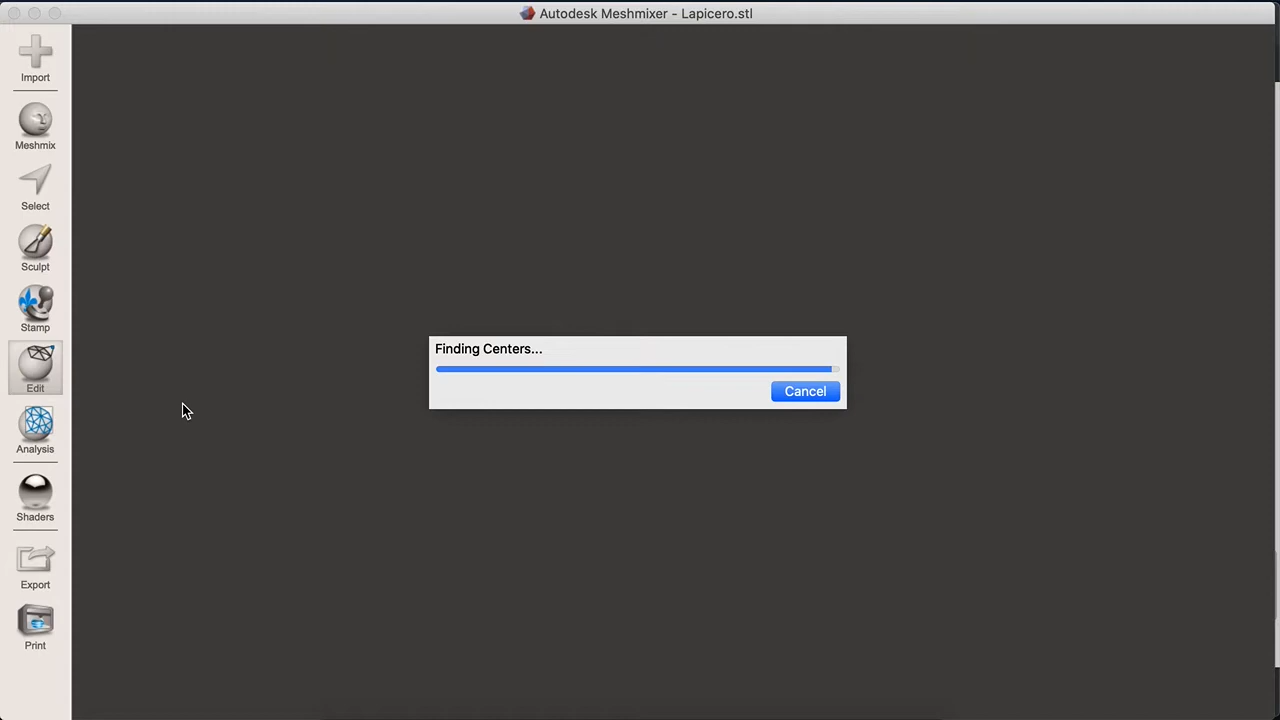 Autodesk Meshmixer - Lapicero.stl
Import
Meshmix
Select
Sculpt
Stamp
Edit
Analysis
Shaders
Export
Print
Finding Centers...
Cancel